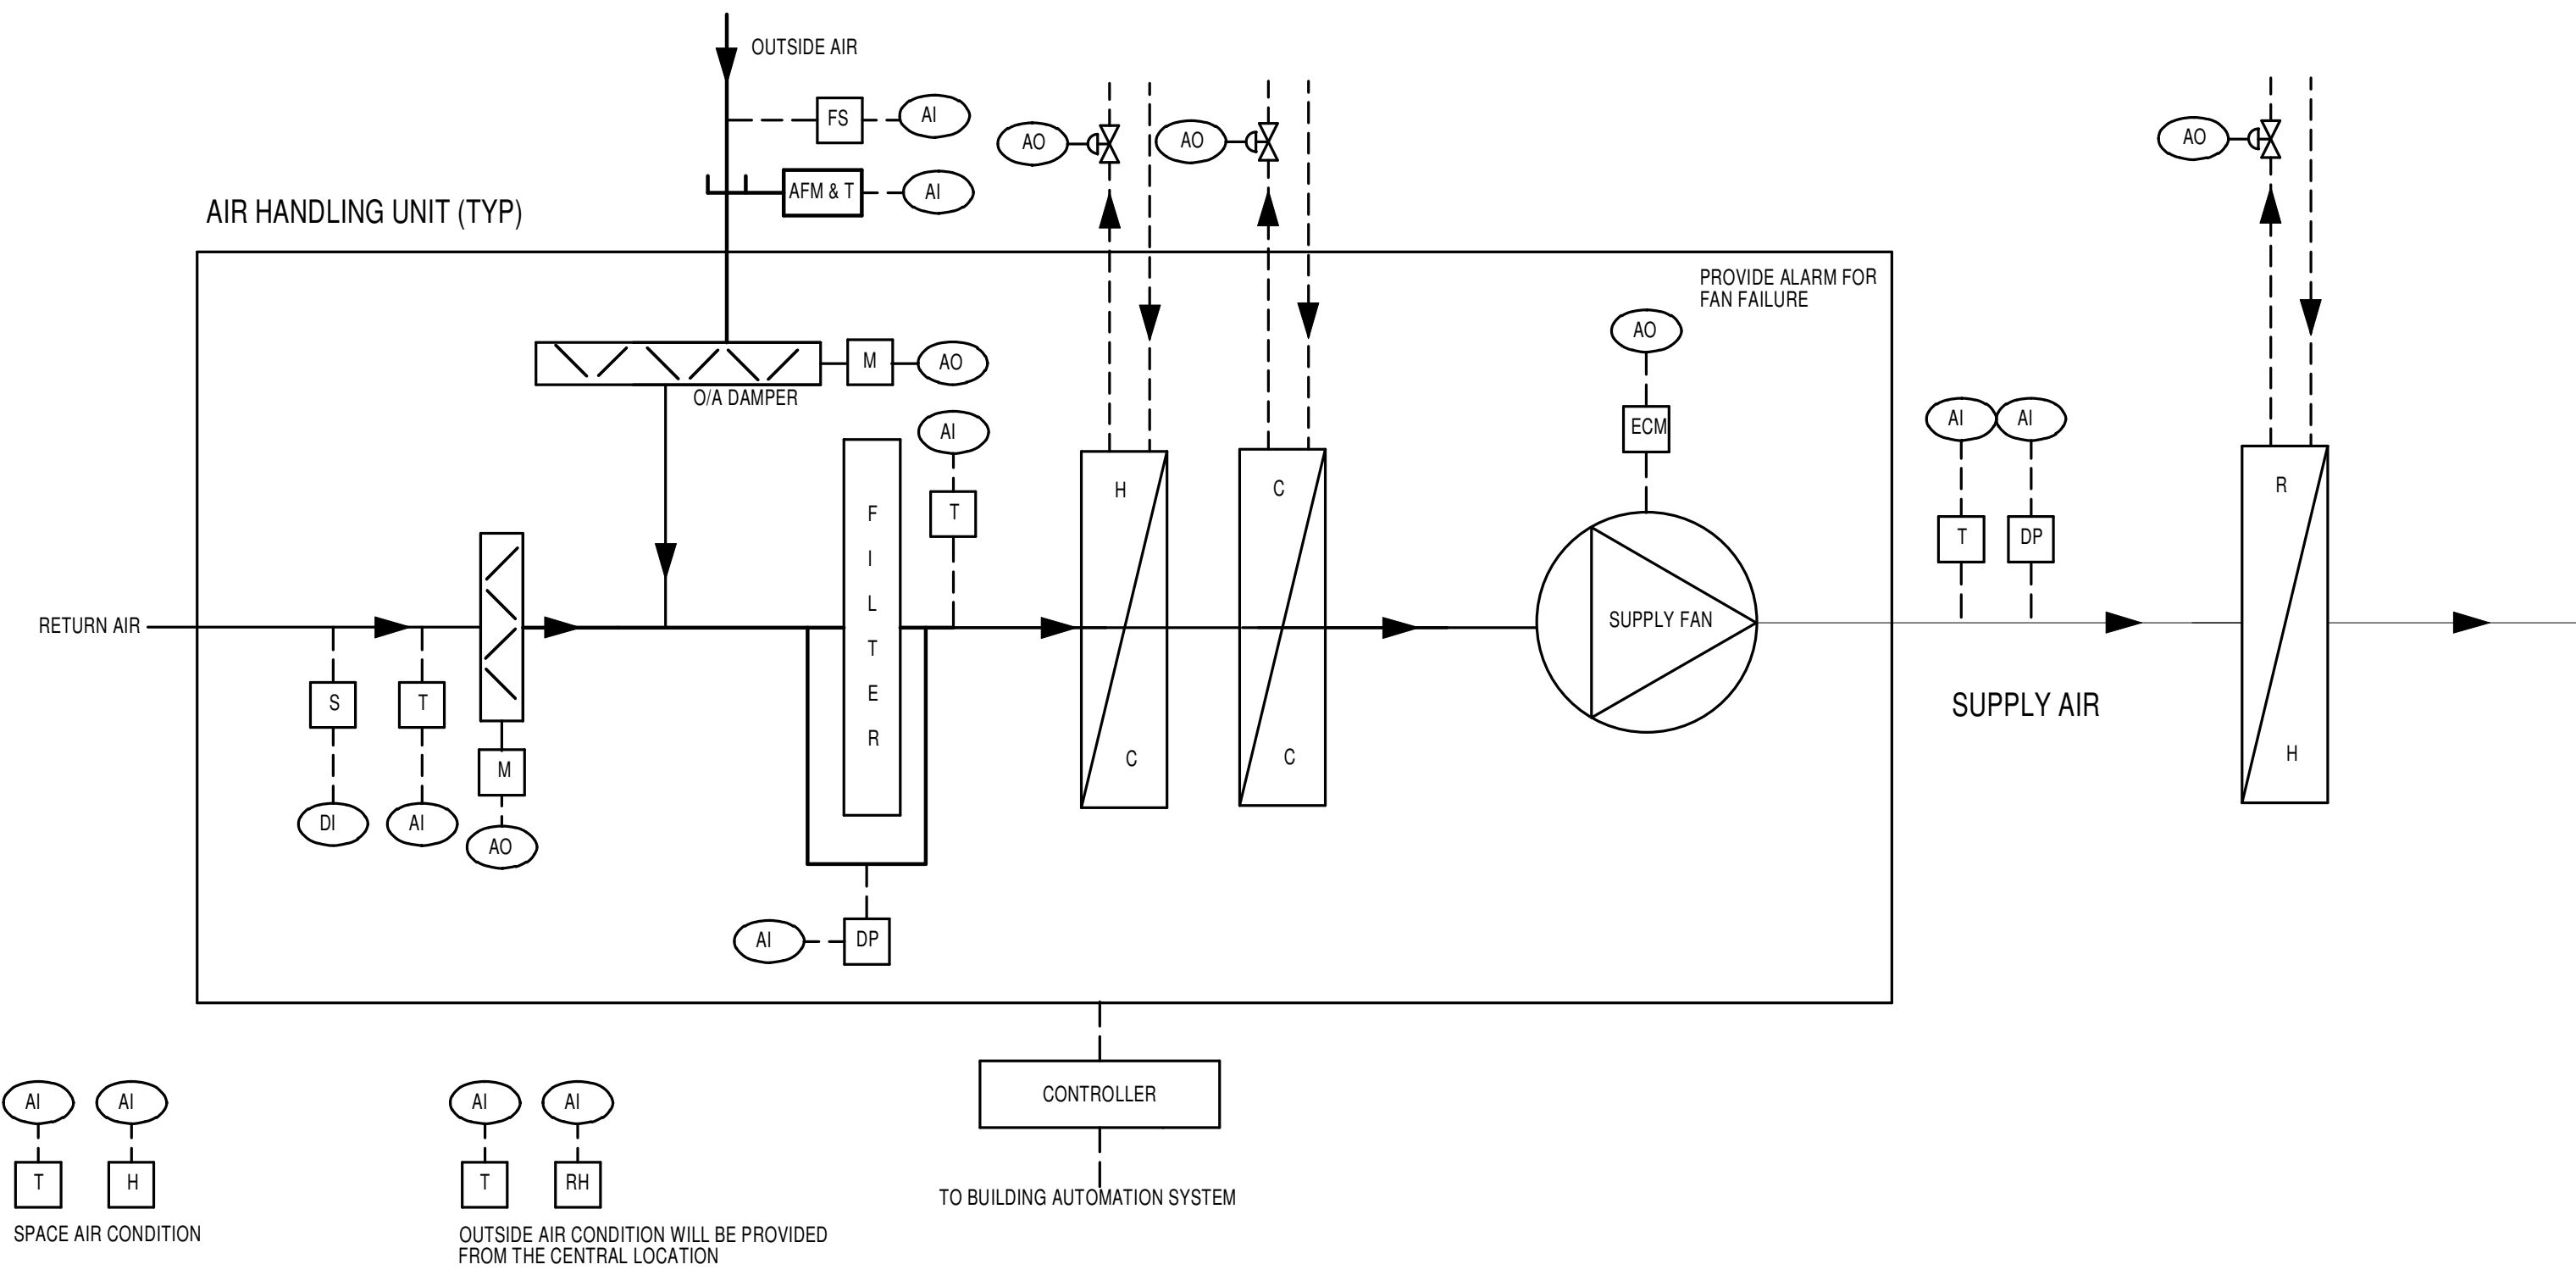 OUTSIDE AIR
FS
AI
AO
AO
AO
AFM & T
AI
AIR HANDLING UNIT (TYP)
PROVIDE ALARM FOR
FAN FAILURE
AO
M
AO
O/A DAMPER
AI
ECM
AI
AI
T
H
C
C
C
R
H
T
DP
FILTER
RETURN AIR
SUPPLY FAN
S
T
M
SUPPLY AIR
DI
AI
AO
AI
DP
CONTROLLER
AI
AI
AI
AI
T
H
T
RH
TO BUILDING AUTOMATION SYSTEM
SPACE AIR CONDITION
OUTSIDE AIR CONDITION WILL BE PROVIDED
FROM THE CENTRAL LOCATION